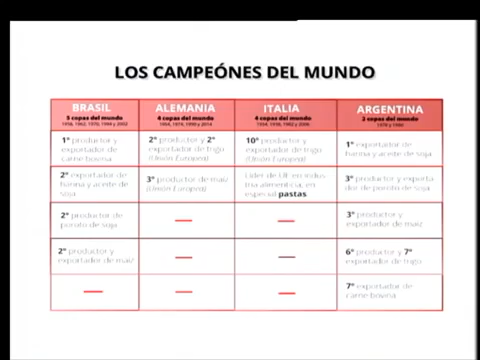 LOS CAMPEÓNES DEL MUNDO
BRASIL
5 copas del mundo
1958, 1962, 1970, 1994 y 2002
ALEMANIA
4 copas del mundo
1954, 1974, 1990 y 2014
ITALIA
4 copas del mundo
1934, 1938, 1982 y 2006
ARGENTINA
2 copas del mundo
1978 y 1986
1° productor y
exportador de
carne bovina
2° productor y 2°
exportador de trigo
(Unión Europea)
10° productor y
exportador de trigo
(Unión Europea)
1° exportador de
harina y aceite de soja
2° exportador de
harina y aceite de
soja
3° productor de maíz
(Unión Europea)
Líder de UE en indus
tria alimenticia, en
especial pastas
3° productor y exporta
dor de poroto de soja
2° productor de
poroto de soja
3° productor y
exportador de maíz
2° productor y
exportador de maíz
6° productor y 7°
exportador de trigo
7° exportador de
carne bovina